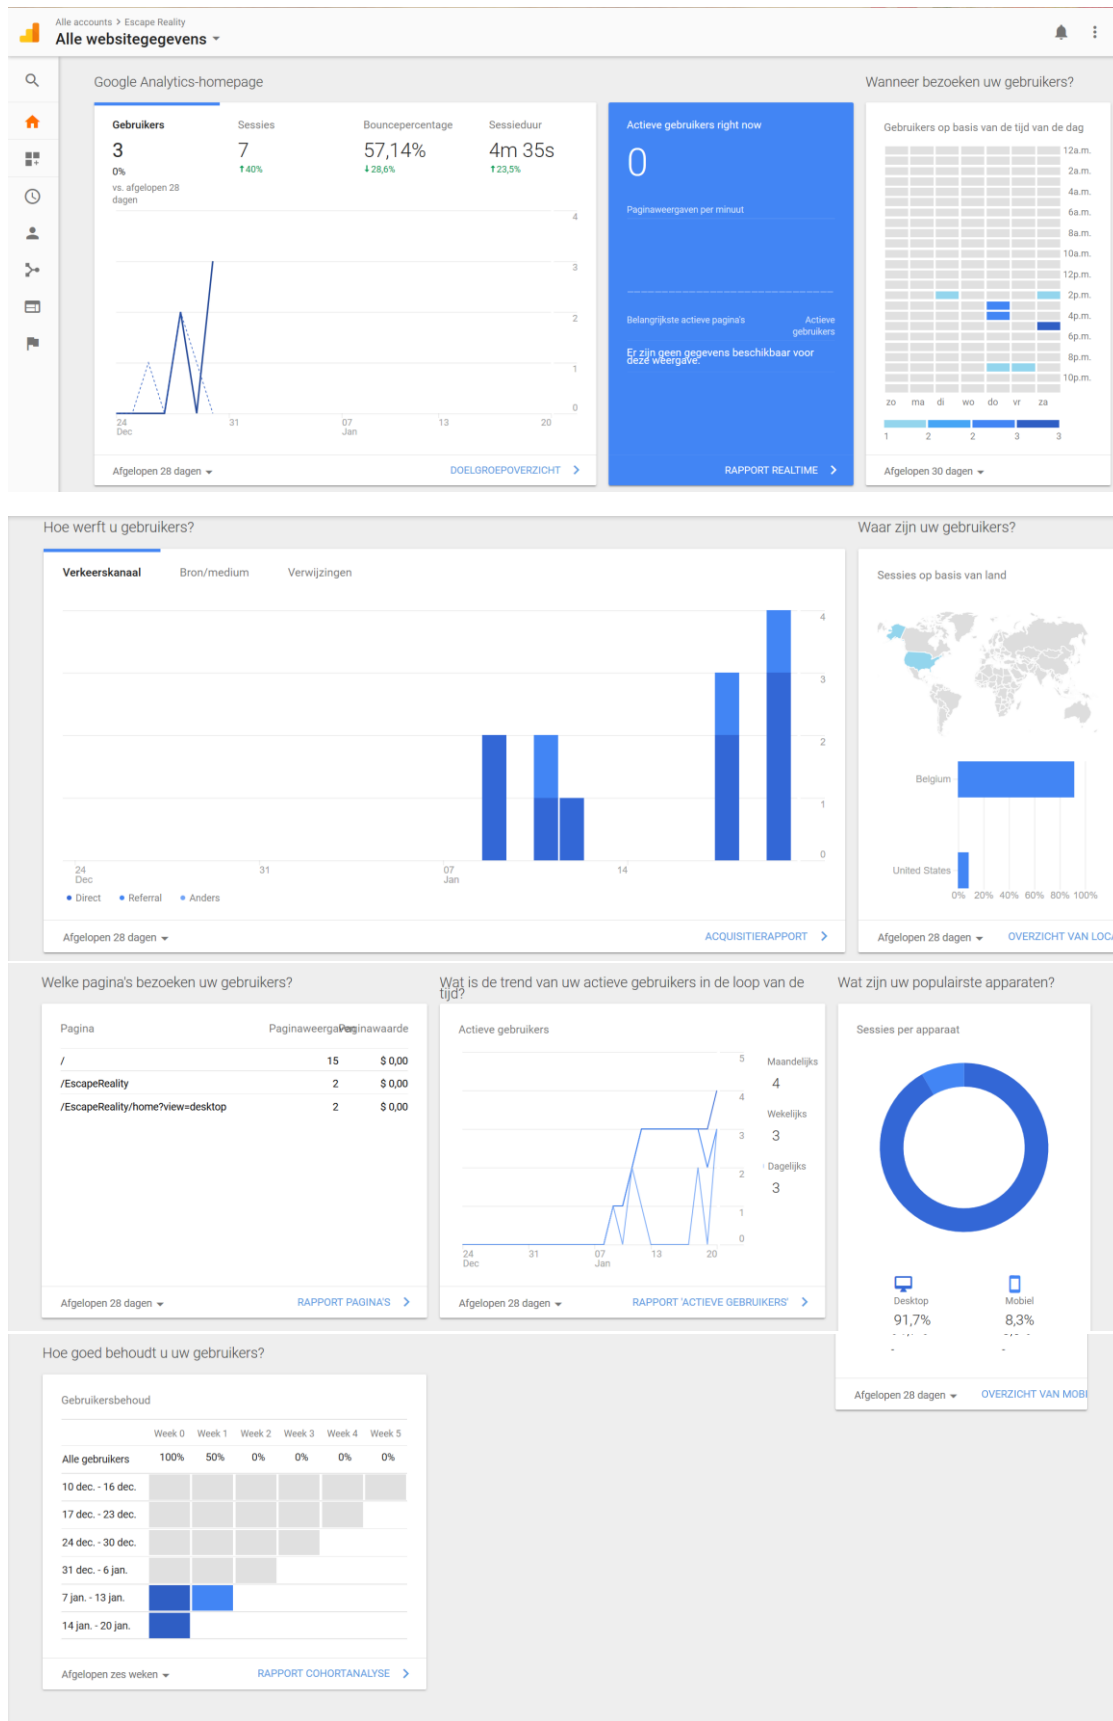 Alle accounts > Escape Reality
Alle websitegegevens
Google Analytics-homepage
Wanneer bezoeken uw gebruikers?
Gebruikers
Sessies
Bouncepercentage
Sessieduur
3
7
57,14%
4m 35s
0%
40%
28,6%
23,5%
vs. afgelopen 28
dagen
4
3
2
1
0
24
Dec
31
07
Jan
13
20
Afgelopen 28 dagen
DOELGROEPOVERZICHT
Actieve gebruikers right now
0
Paginaweergaven per minuut
Belangrijkste actieve pagina's
Actieve
gebruikers
Er zijn geen gegevens beschikbaar voor
deze weergave.
RAPPORT REALTIME
Gebruikers op basis van de tijd van de dag
12a.m.
2a.m.
4a.m.
6a.m.
8a.m.
10a.m.
12p.m.
2p.m.
4p.m.
6p.m.
8p.m.
10p.m.
zo ma di wo do vr za
1 2 2 3 3
Afgelopen 30 dagen
Hoe werft u gebruikers?
Waar zijn uw gebruikers?
Verkeerskanaal
Bron/medium
Verwijzingen
4
3
2
1
0
24
Dec
31
07
Jan
14
Direct
Referral
Anders
Afgelopen 28 dagen
ACQUISITIERAPPORT
Sessies op basis van land
Belgium
United States
0% 20% 40% 60% 80% 100%
Afgelopen 28 dagen
OVERZICHT VAN LOCA
Welke pagina's bezoeken uw gebruikers?
Wat is de trend van uw actieve gebruikers in de loop van de
tijd?
Wat zijn uw populairste apparaten?
Pagina
Paginaweergaven
Paginawaarde
/ 15 $ 0,00
/EscapeReality 2 $ 0,00
/EscapeReality/home?view=desktop 2 $ 0,00
Afgelopen 28 dagen
RAPPORT PAGINA'S
Actieve gebruikers
5
4
3
2
1
0
24
Dec
31
07
Jan
13
20
Maandelijks
4
Wekelijks
3
Dagelijks
3
Afgelopen 28 dagen
RAPPORT 'ACTIEVE GEBRUIKERS'
Sessies per apparaat
Desktop
Mobiel
91,7%
8,3%
-
-
Afgelopen 28 dagen
OVERZICHT VAN MOBI
Hoe goed behoudt u uw gebruikers?
Gebruikersbehoud
Week 0 Week 1 Week 2 Week 3 Week 4 Week 5
Alle gebruikers 100% 50% 0% 0% 0% 0%
10 dec. - 16 dec.
17 dec. - 23 dec.
24 dec. - 30 dec.
31 dec. - 6 jan.
7 jan. - 13 jan.
14 jan. - 20 jan.
Afgelopen zes weken
RAPPORT COHORTANALYSE